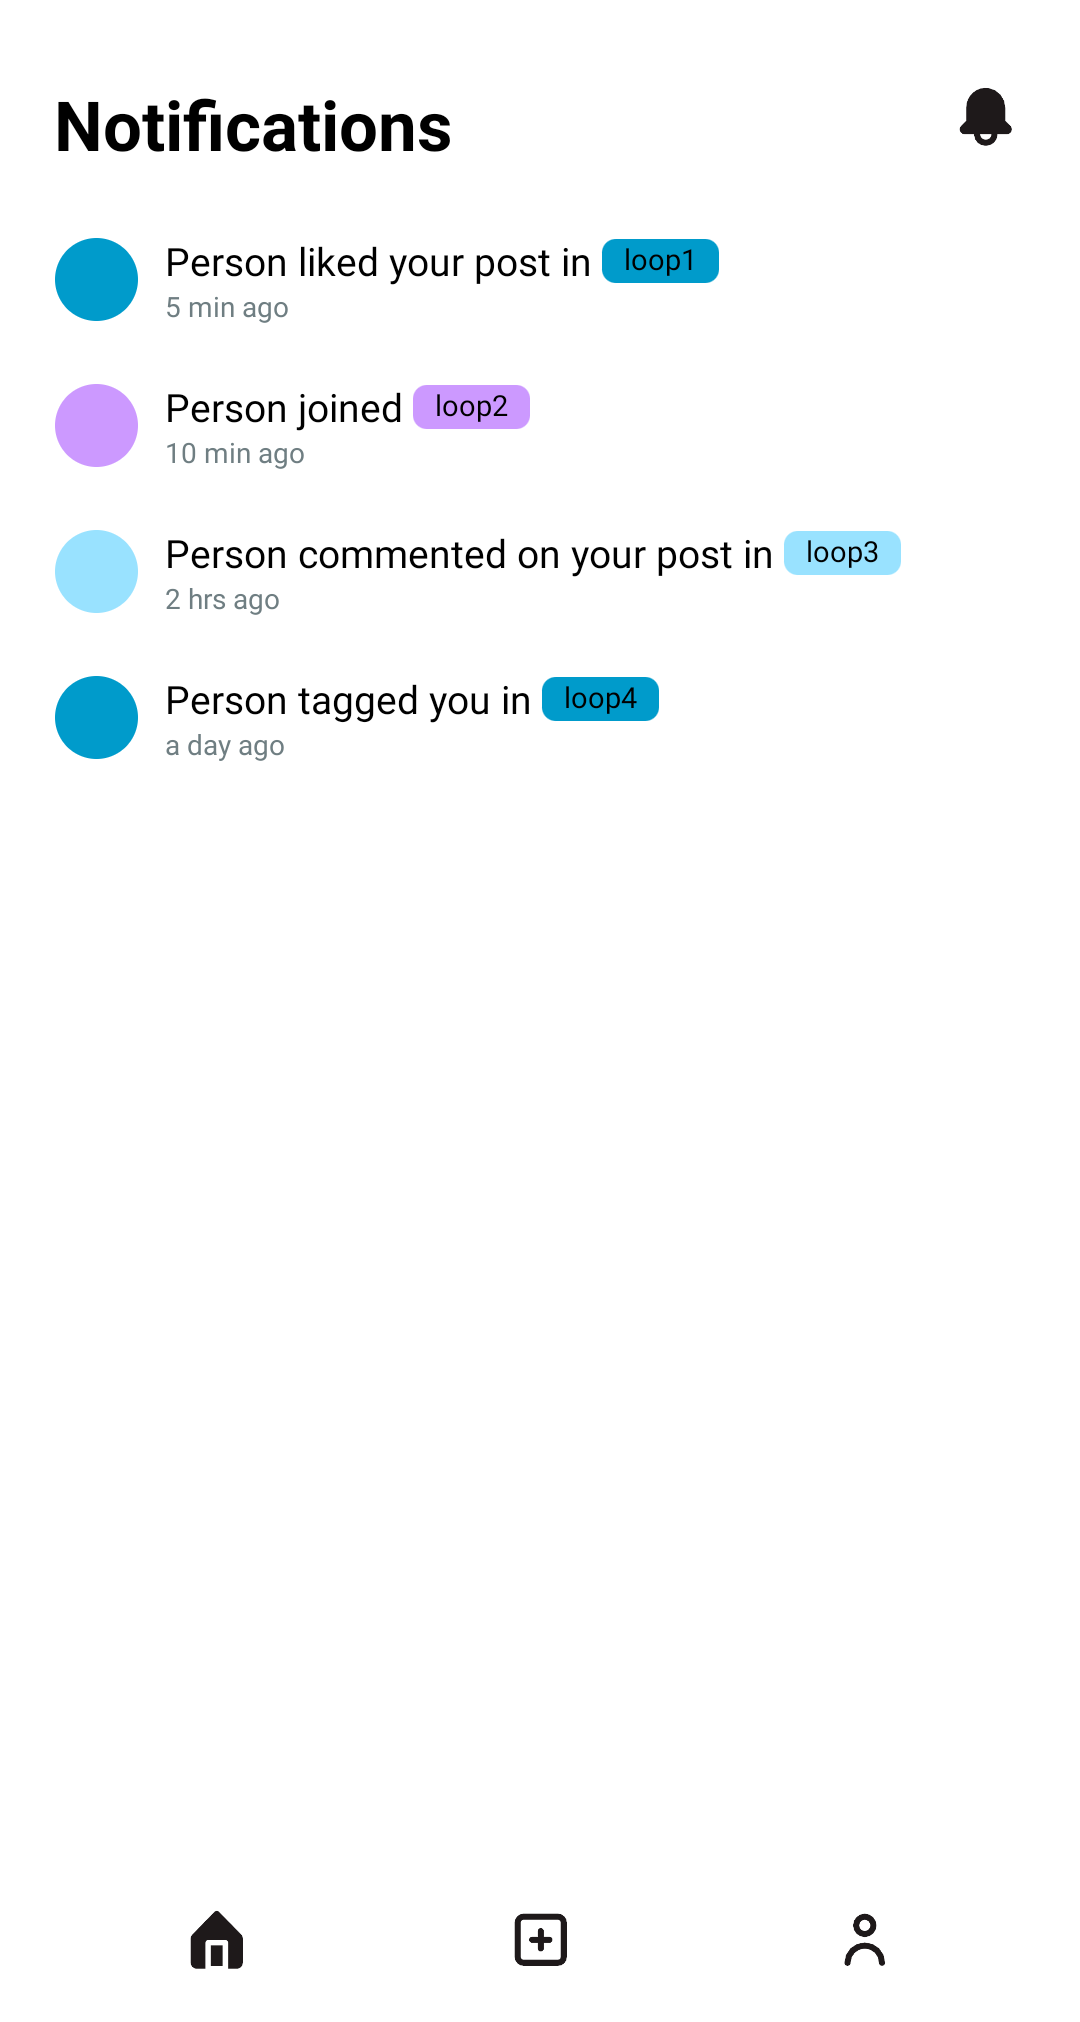 Notifications
Person liked your post in loop1
5 min ago
Person joined loop2
10 min ago
Person commented on your post in loop3
2 hrs ago
Person tagged you in loop4
a day ago